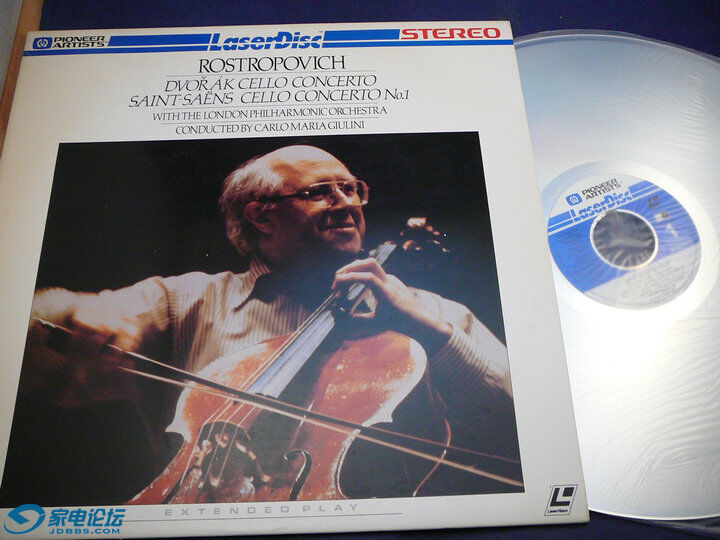 PIONEER ARTISTS
LaserDisc
STEREO
ROSTROPOVICH
DVOŘÁK CELLO CONCERTO
SAINT-SAËNS CELLO CONCERTO No.1
WITH THE LONDON PHILHARMONIC ORCHESTRA
CONDUCTED BY CARLO MARIA GIULINI
EXTENDED PLAY
LaserVision
PIONEER ARTISTS
LaserDisc
家电论坛
JDBBS.COM